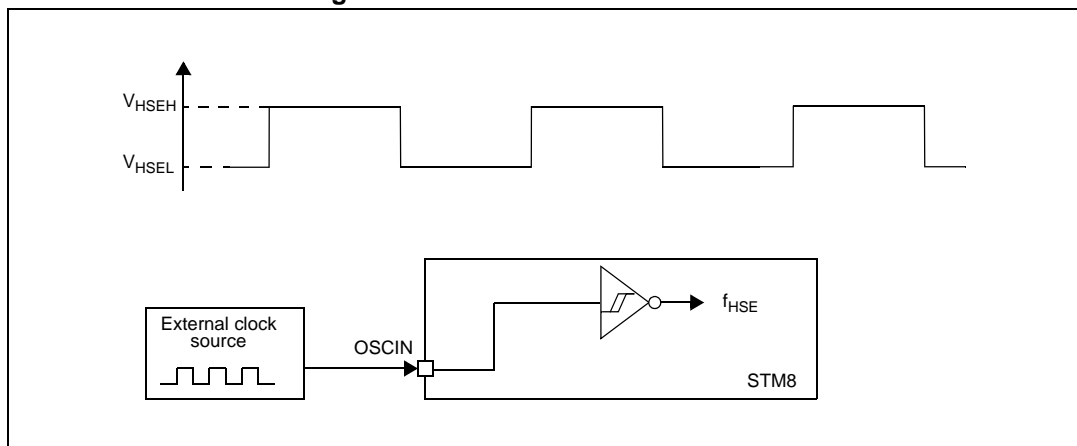 V_HSEH
V_HSEL
External clock
source
OSCIN
f_HSE
STM8